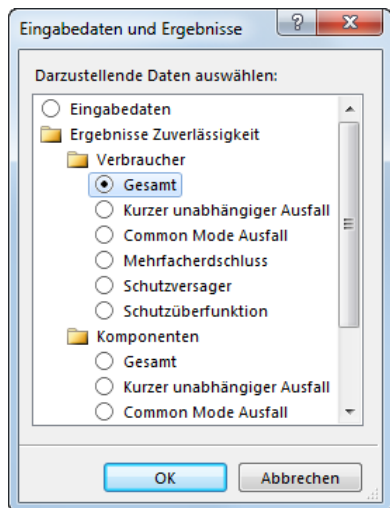 Eingabedaten und Ergebnisse
Darzustellende Daten auswählen:
Eingabedaten
Ergebnisse Zuverlässigkeit
Verbraucher
Gesamt
Kurzer unabhängiger Ausfall
Common Mode Ausfall
Mehrfacherdschluss
Schutzversager
Schutzüberfunktion
Komponenten
Gesamt
Kurzer unabhängiger Ausfall
Common Mode Ausfall
OK Abbrechen